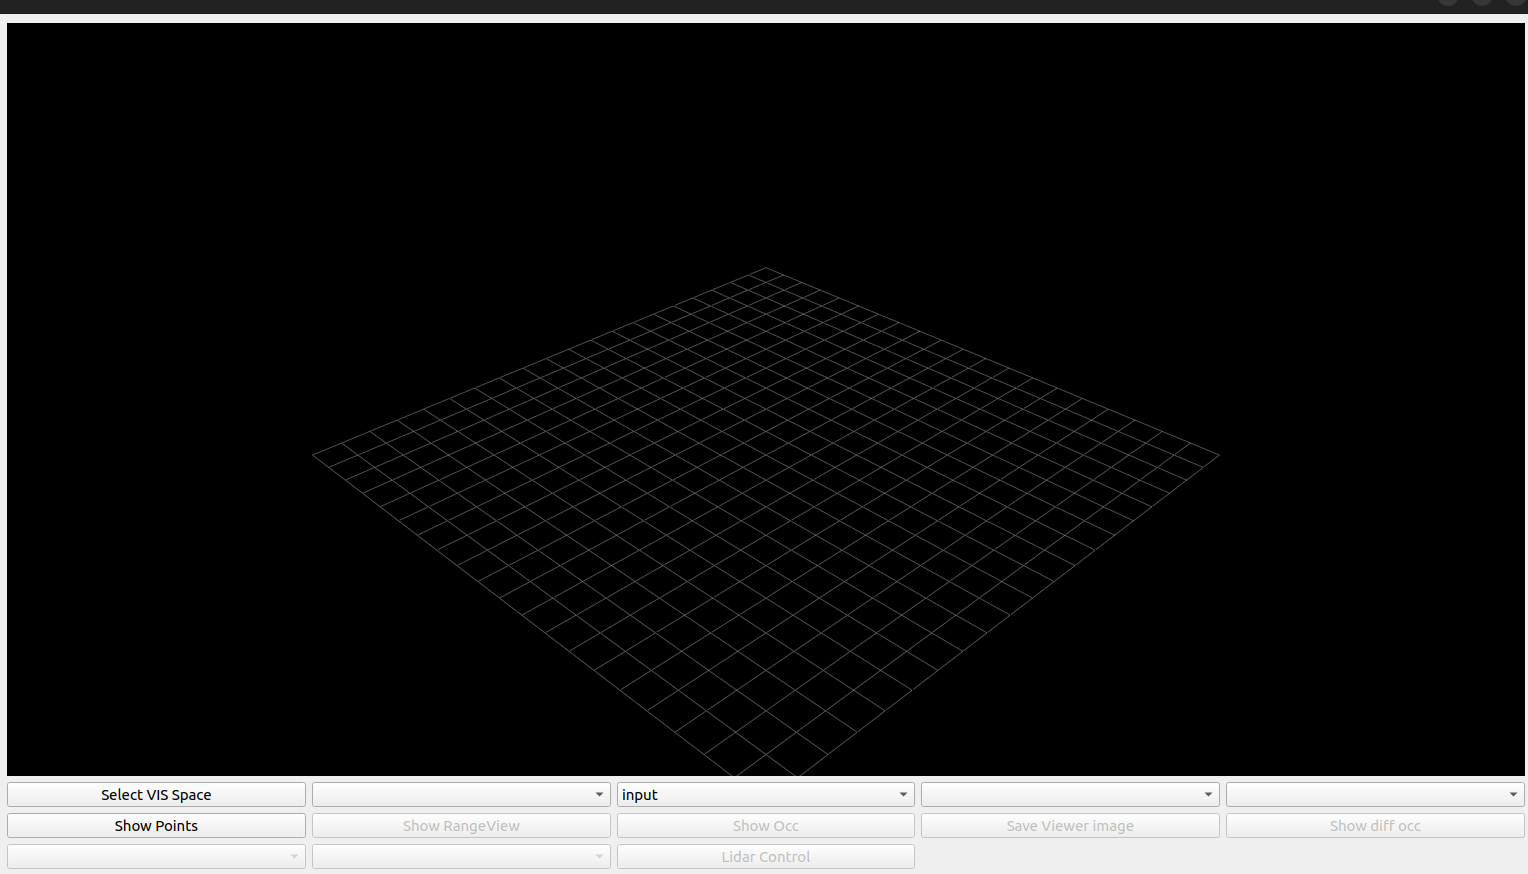 Select VIS Space
input
Show Points
Show RangeView
Show Occ
Save Viewer image
Show diff occ
Lidar Control